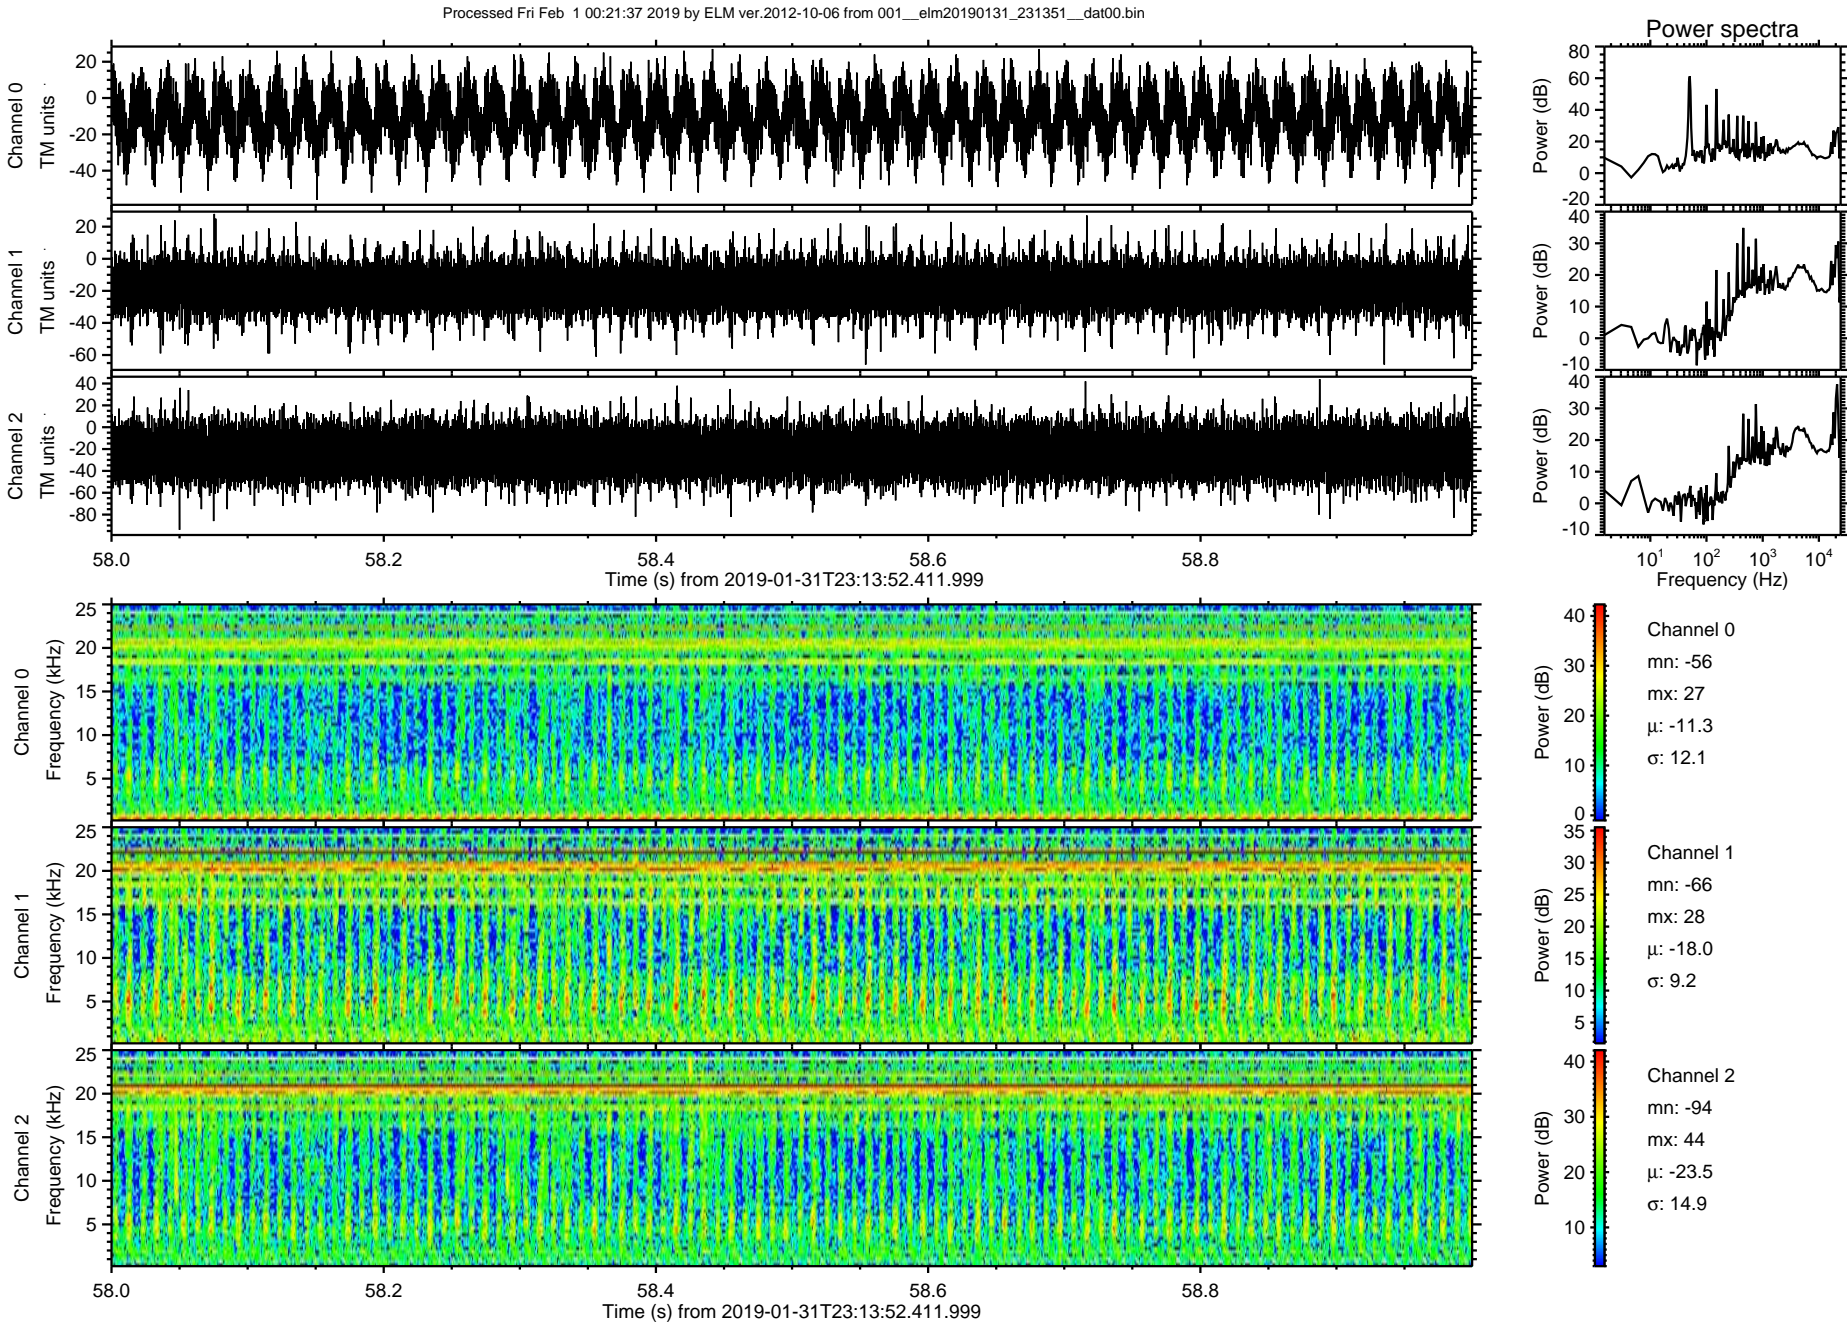 Processed Fri Feb  1 00:21:37 2019 by ELM ver.2012-10-06 from 001__elm20190131_231351__dat00.bin
Power spectra
Channel 0
TM units
20
0
-20
-40
Power (dB)
80
60
40
20
0
-20
Channel 1
TM units
20
0
-20
-40
-60
Power (dB)
40
30
20
10
0
-10
Channel 2
TM units
40
20
0
-20
-40
-60
-80
Power (dB)
40
30
20
10
0
-10
58.0 58.2 58.4 58.6 58.8
Time (s) from 2019-01-31T23:13:52.411.999
10^1 10^2 10^3 10^4
Frequency (Hz)
Channel 0
Frequency (kHz)
25
20
15
10
5
Power (dB)
40
30
20
10
0
Channel 0
mn: -56
mx: 27
μ: -11.3
σ: 12.1
Channel 1
Frequency (kHz)
25
20
15
10
5
Power (dB)
35
30
25
20
15
10
5
Channel 1
mn: -66
mx: 28
μ: -18.0
σ: 9.2
Channel 2
Frequency (kHz)
25
20
15
10
5
Power (dB)
40
30
20
10
Channel 2
mn: -94
mx: 44
μ: -23.5
σ: 14.9
58.0 58.2 58.4 58.6 58.8
Time (s) from 2019-01-31T23:13:52.411.999